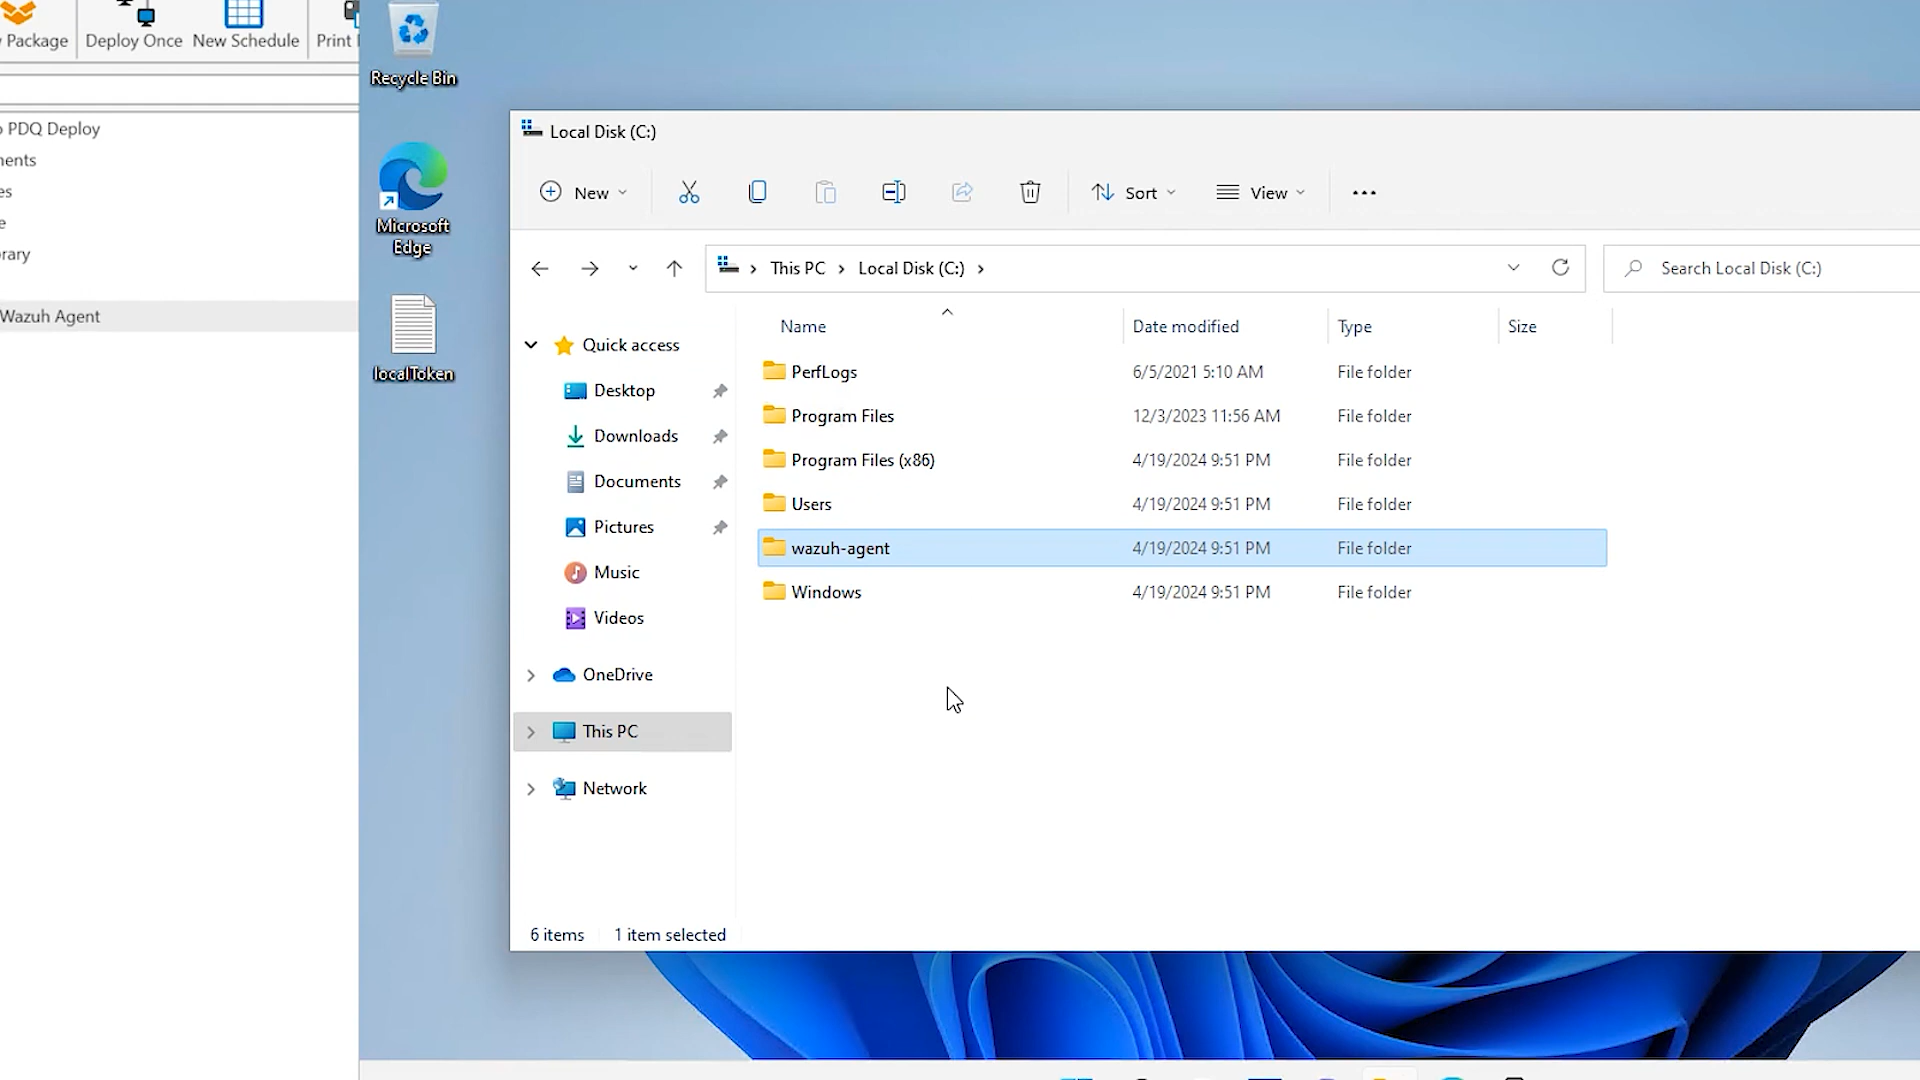 Package
Deploy Once
New Schedule
Print
PDQ Deploy
Wazuh Agent
Recycle Bin
Microsoft
Edge
localToken
Local Disk (C:)
New
Sort
View
This PC
Local Disk (C:)
Search Local Disk (C:)
Name
Date modified
Type
Size
Quick access
Desktop
Downloads
Documents
Pictures
Music
Videos
OneDrive
This PC
Network
PerfLogs 6/5/2021 5:10 AM File folder
Program Files 12/3/2023 11:56 AM File folder
Program Files (x86) 4/19/2024 9:51 PM File folder
Users 4/19/2024 9:51 PM File folder
wazuh-agent 4/19/2024 9:51 PM File folder
Windows 4/19/2024 9:51 PM File folder
6 items
1 item selected